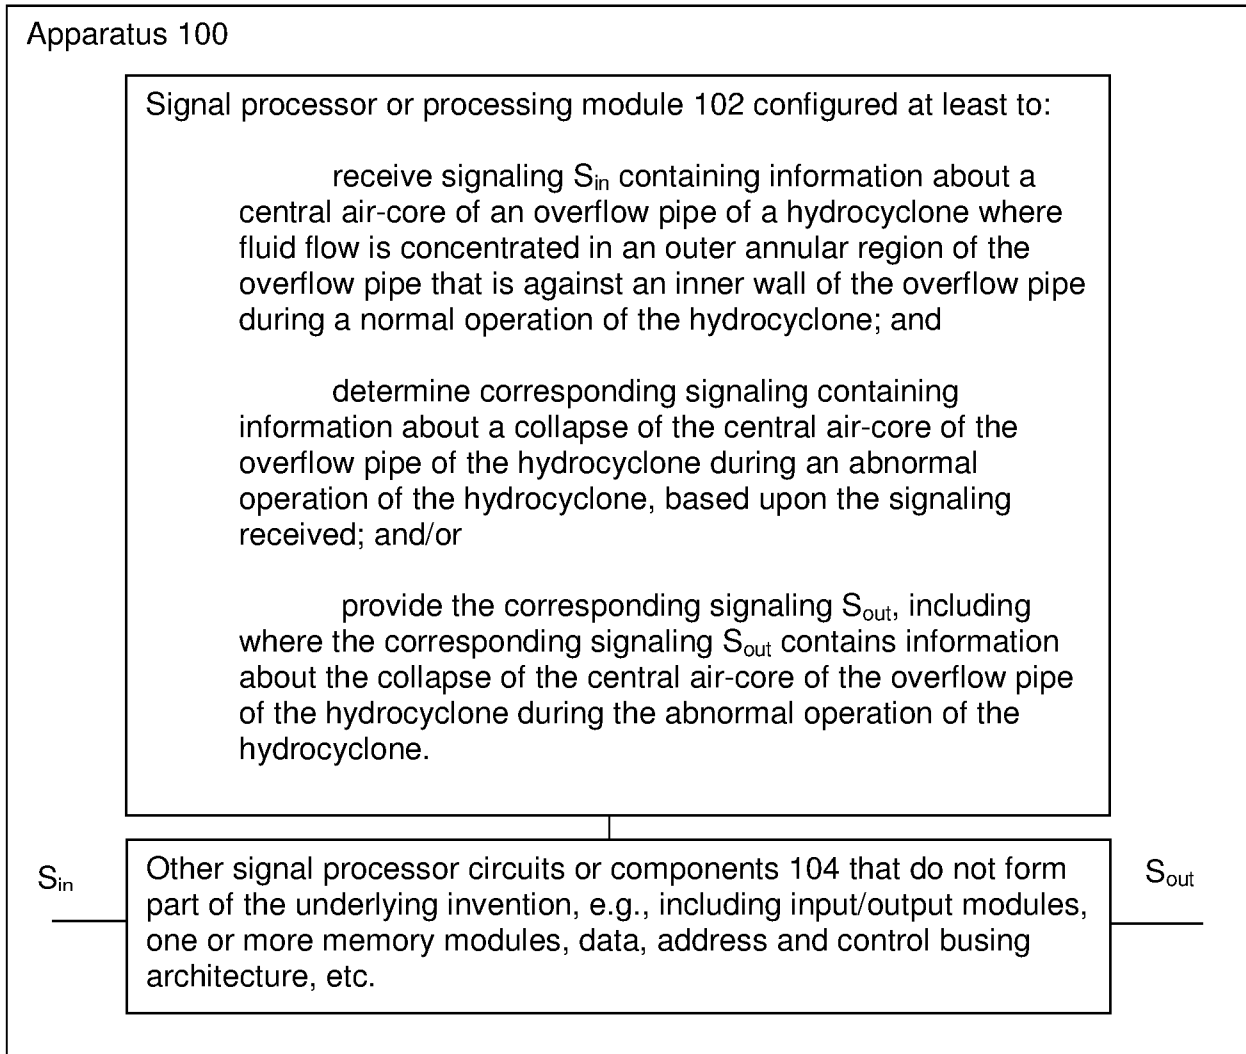 Apparatus 100
Signal processor or processing module 102 configured at least to:
receive signaling Sin containing information about a
central air-core of an overflow pipe of a hydrocyclone where
fluid flow is concentrated in an outer annular region of the
overflow pipe that is against an inner wall of the overflow pipe
during a normal operation of the hydrocyclone; and
determine corresponding signaling containing
information about a collapse of the central air-core of the
overflow pipe of the hydrocyclone during an abnormal
operation of the hydrocyclone, based upon the signaling
received; and/or
provide the corresponding signaling Sout, including
where the corresponding signaling Sout contains information
about the collapse of the central air-core of the overflow pipe
of the hydrocyclone during the abnormal operation of the
hydrocyclone.
Sin
Other signal processor circuits or components 104 that do not form
part of the underlying invention, e.g., including input/output modules,
one or more memory modules, data, address and control busing
architecture, etc.
Sout